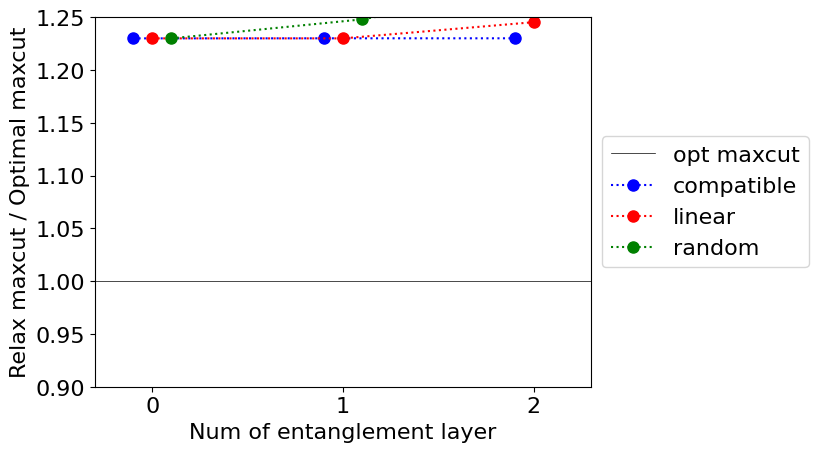 Relax maxcut / Optimal maxcut
1.25
1.20
1.15
1.10
1.05
1.00
0.95
0.90
0
1
2
Num of entanglement layer
opt maxcut
compatible
linear
random